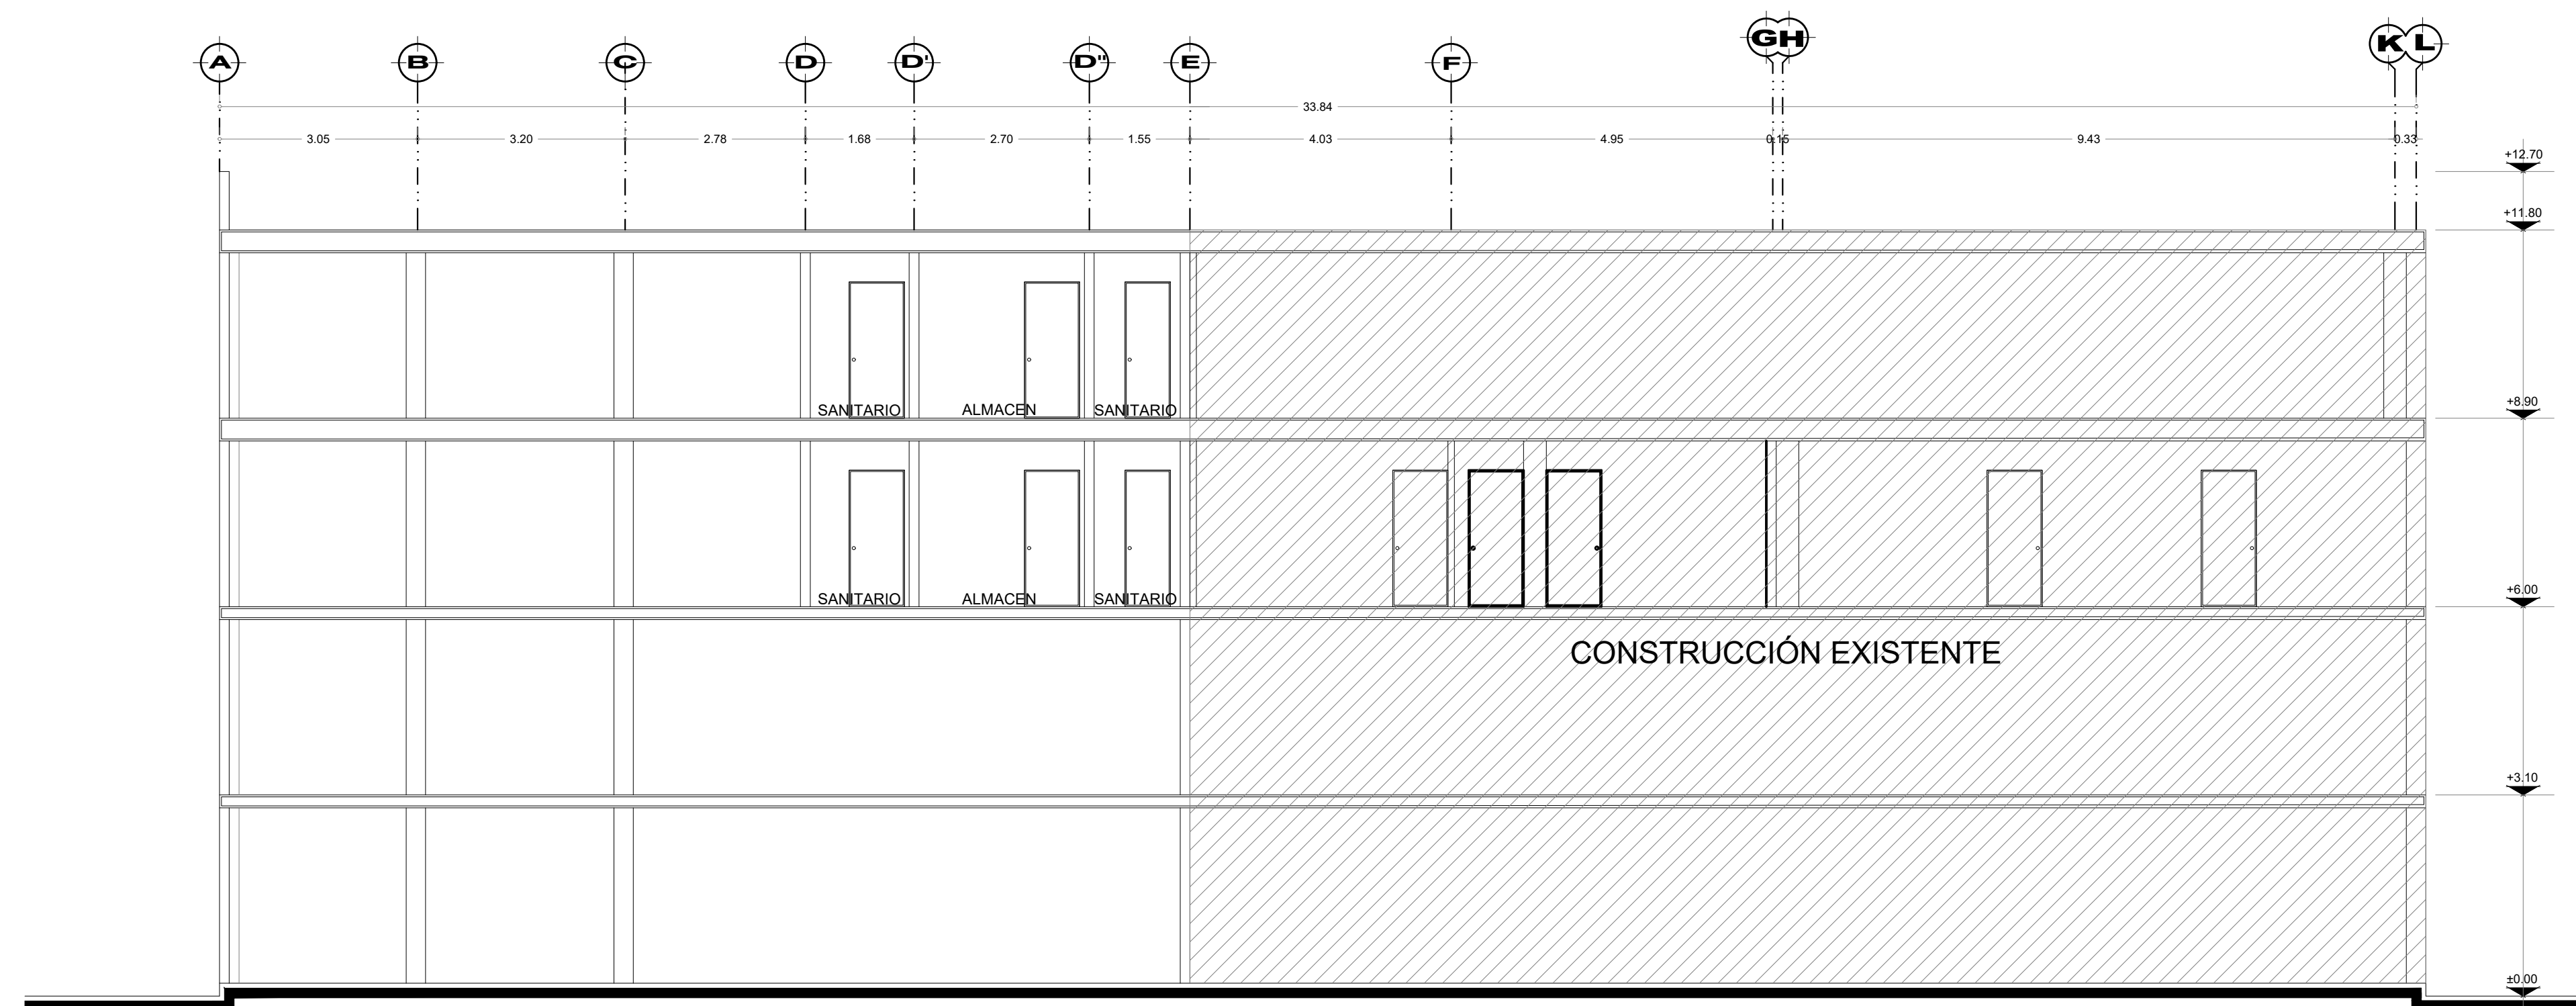 GH
K L
A B C D D' D" E F
33.84
3.05 3.20 2.78 1.68 2.70 1.55 4.03 4.95 0.15 9.43 0.33
+12.70
+11.80
SANITARIO ALMACEN SANITARIO
+8.90
SANITARIO ALMACEN SANITARIO
+6.00
CONSTRUCCIÓN EXISTENTE
+3.10
±0.00